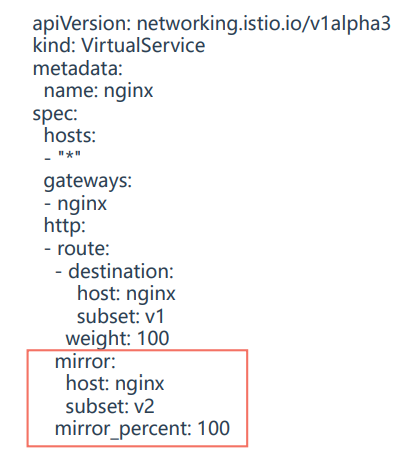 apiVersion: networking.istio.io/v1alpha3
kind: VirtualService
metadata:
  name: nginx
spec:
  hosts:
  - "*"
  gateways:
  - nginx
  http:
  - route:
    - destination:
        host: nginx
        subset: v1
      weight: 100
    mirror:
      host: nginx
      subset: v2
    mirror_percent: 100